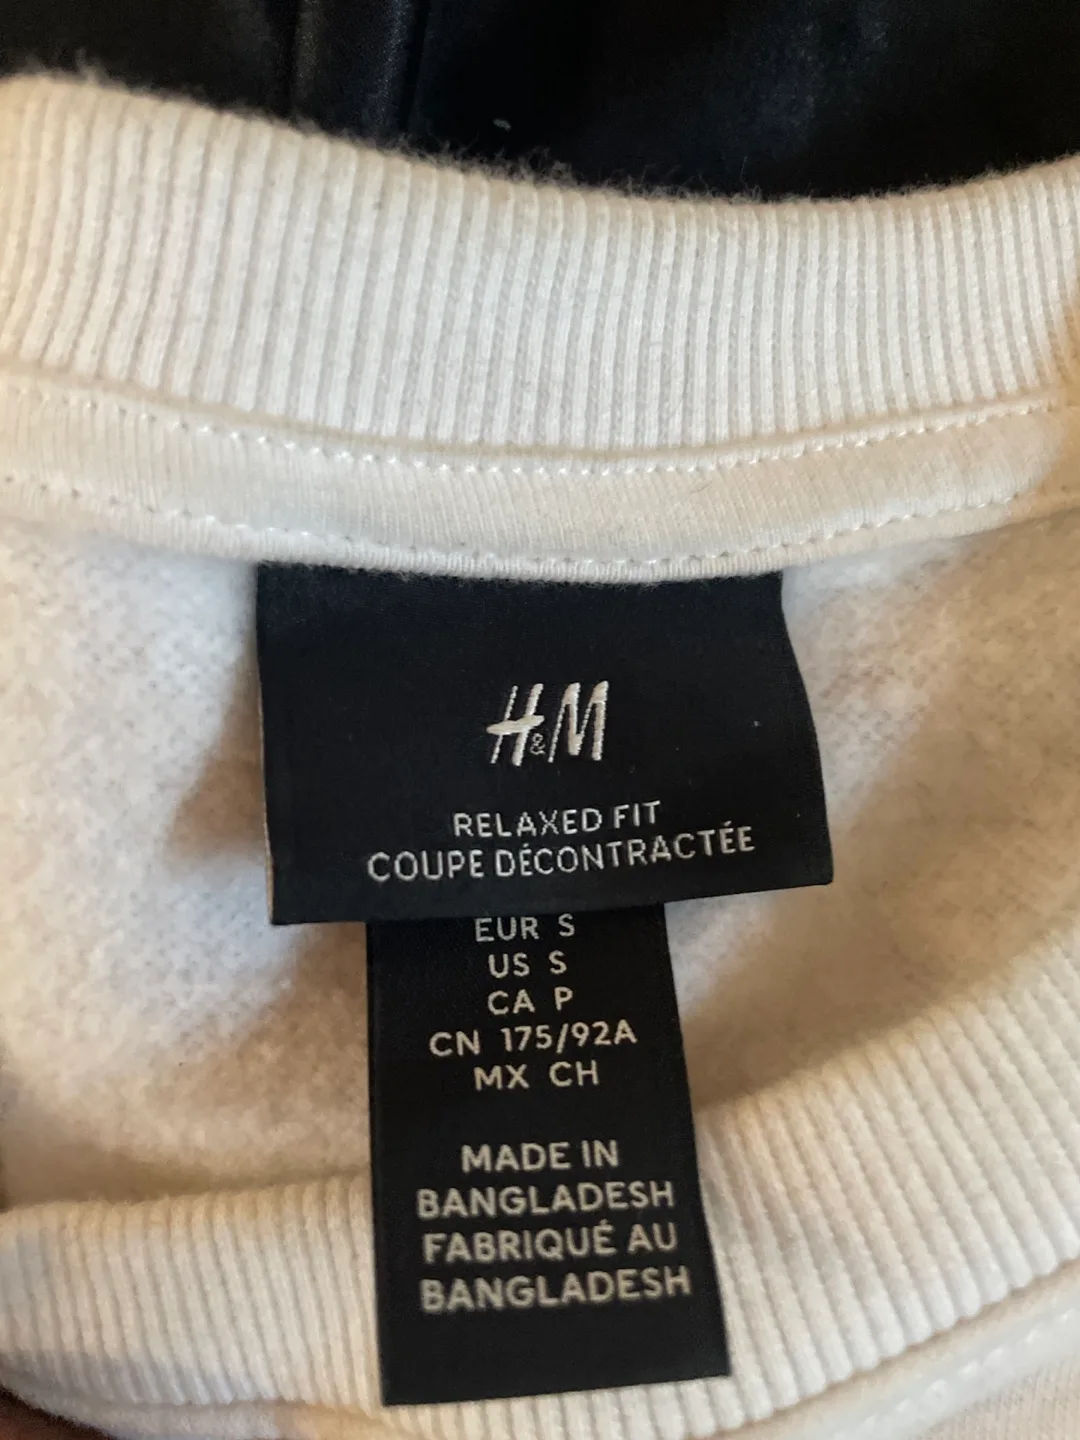 H&M
RELAXED FIT
COUPE DÉCONTRACTÉE
EUR S
US S
CA P
CN 175/92A
MX CH
MADE IN
BANGLADESH
FABRIQUÉ AU
BANGLADESH